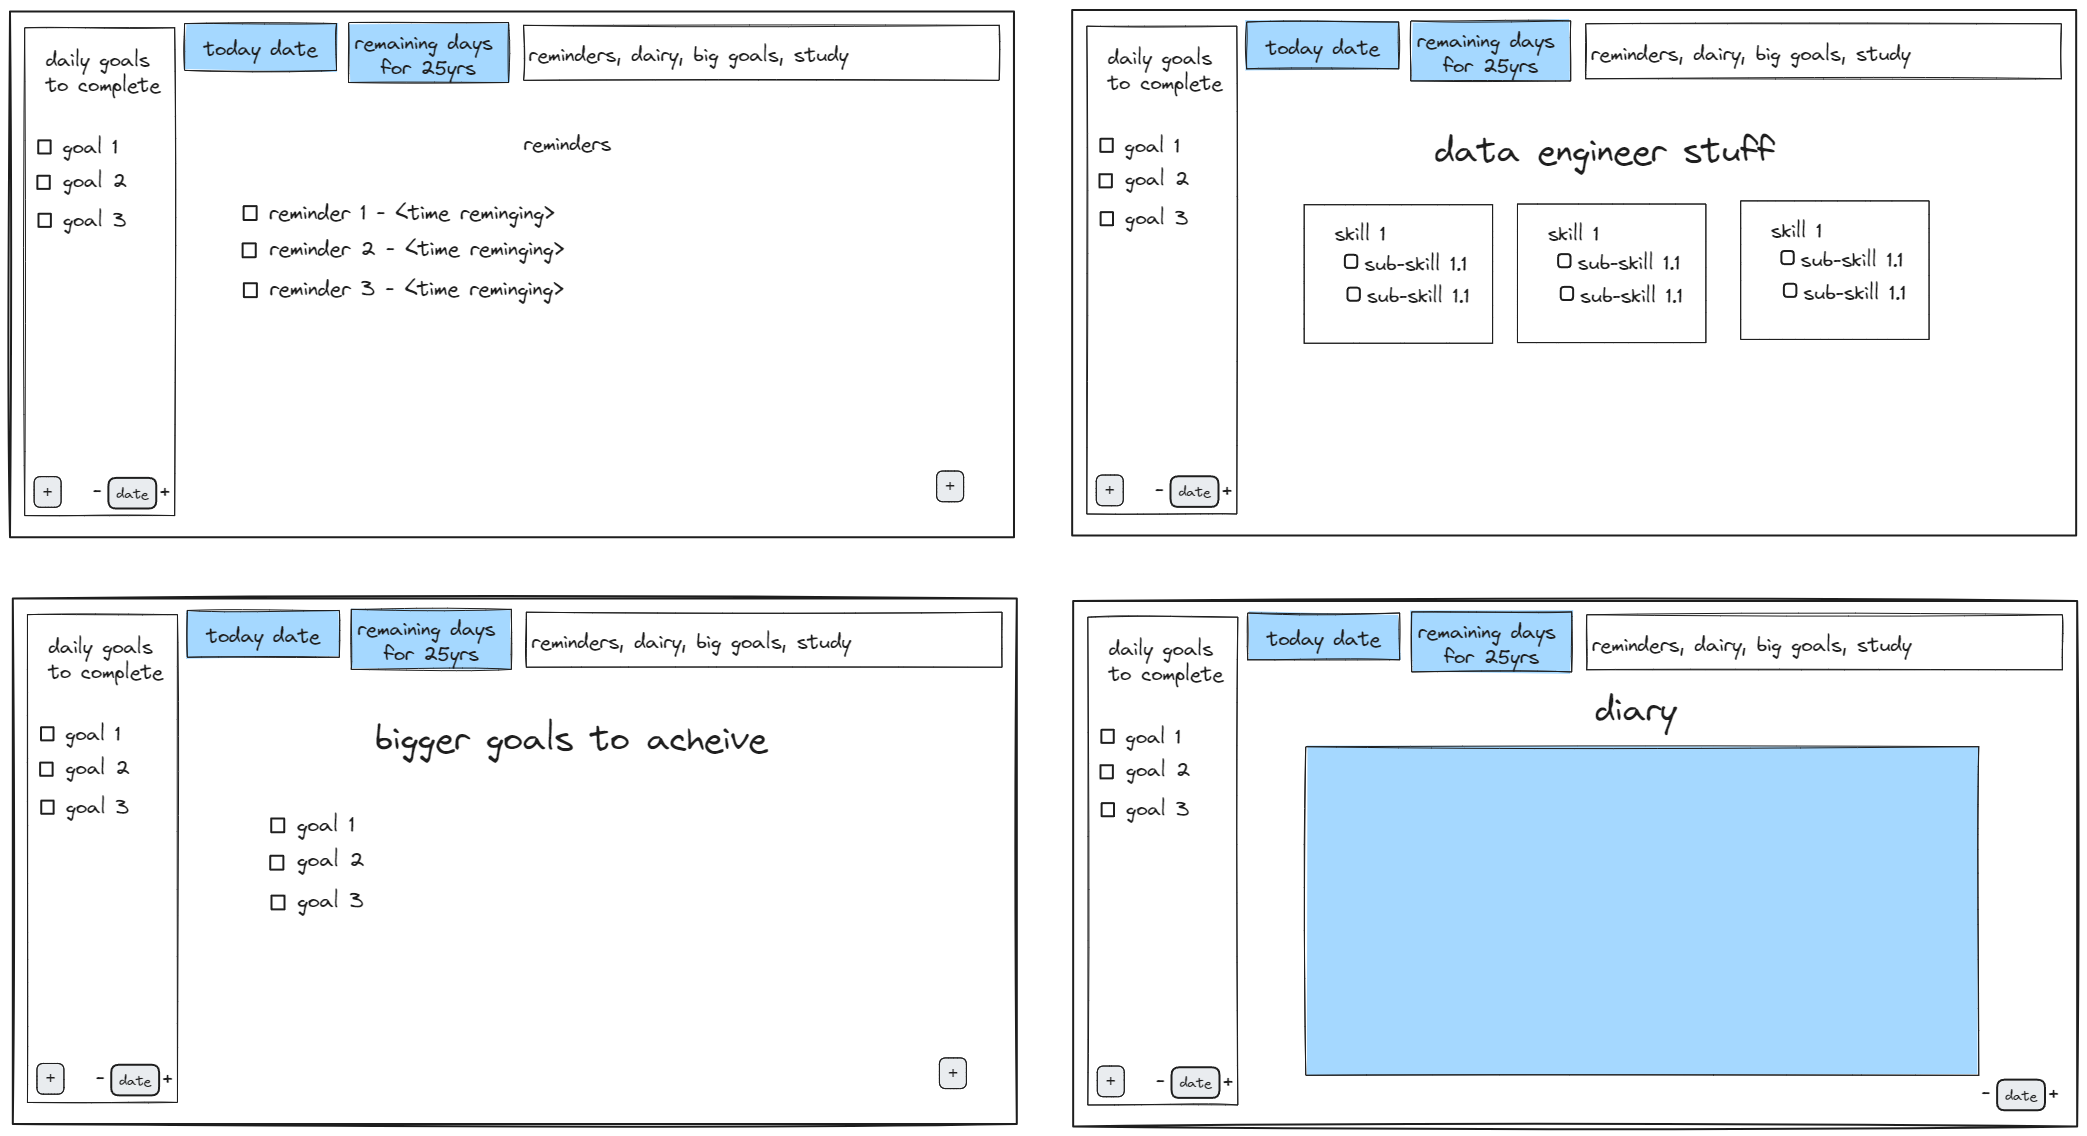 daily goals
to complete
goal 1
goal 2
goal 3
+
- date +
today date
remaining days
for 25yrs
reminders, dairy, big goals, study
reminders
reminder 1 - <time reminging>
reminder 2 - <time reminging>
reminder 3 - <time reminging>
+
daily goals
to complete
goal 1
goal 2
goal 3
+
- date +
today date
remaining days
for 25yrs
reminders, dairy, big goals, study
data engineer stuff
skill 1
sub-skill 1.1
sub-skill 1.1
skill 1
sub-skill 1.1
sub-skill 1.1
skill 1
sub-skill 1.1
sub-skill 1.1
daily goals
to complete
goal 1
goal 2
goal 3
+
- date +
today date
remaining days
for 25yrs
reminders, dairy, big goals, study
bigger goals to acheive
goal 1
goal 2
goal 3
+
daily goals
to complete
goal 1
goal 2
goal 3
+
- date +
today date
remaining days
for 25yrs
reminders, dairy, big goals, study
diary
- date +